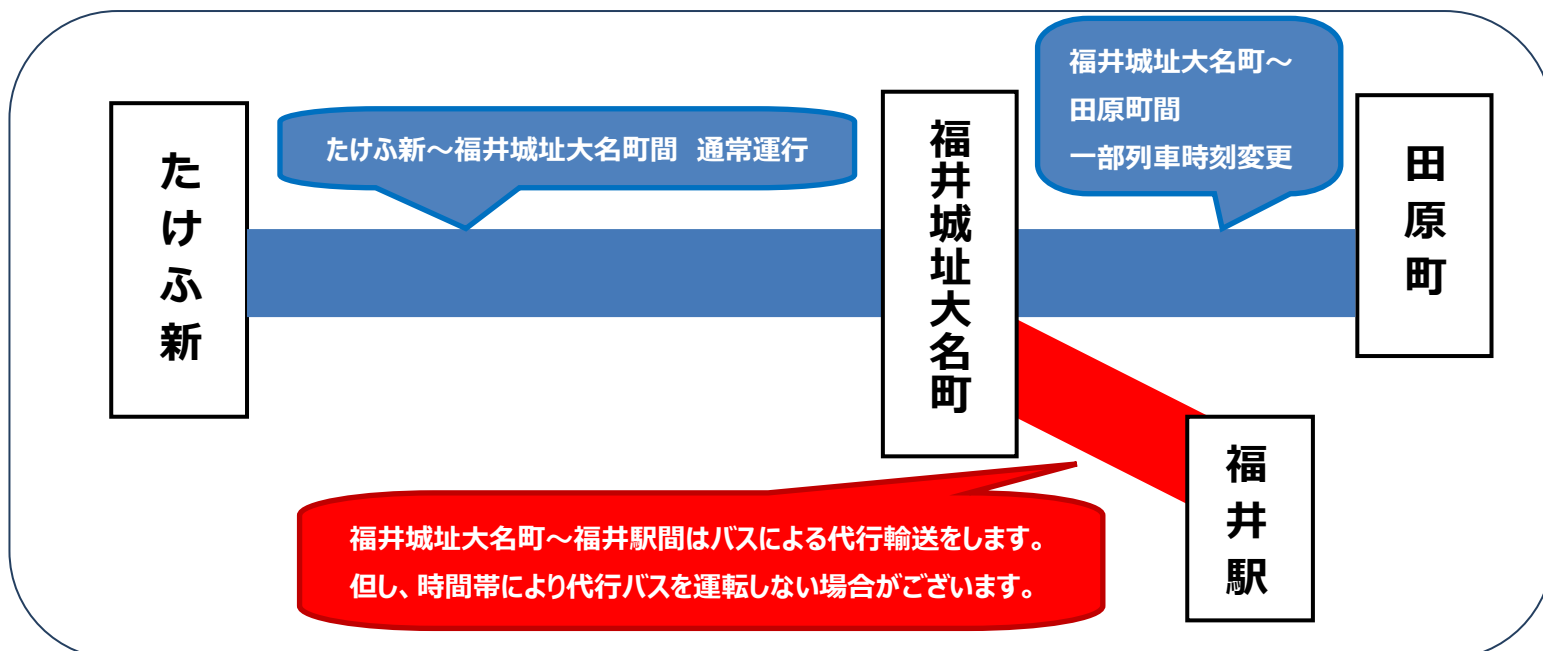 たけふ新
たけふ新～福井城址大名町間 通常運行
福井城址大名町
福井城址大名町～
田原町間
一部列車時刻変更
田原町
福井城址大名町～福井駅間はバスによる代行輸送をします。
但し、時間帯により代行バスを運転しない場合がございます。
福井駅